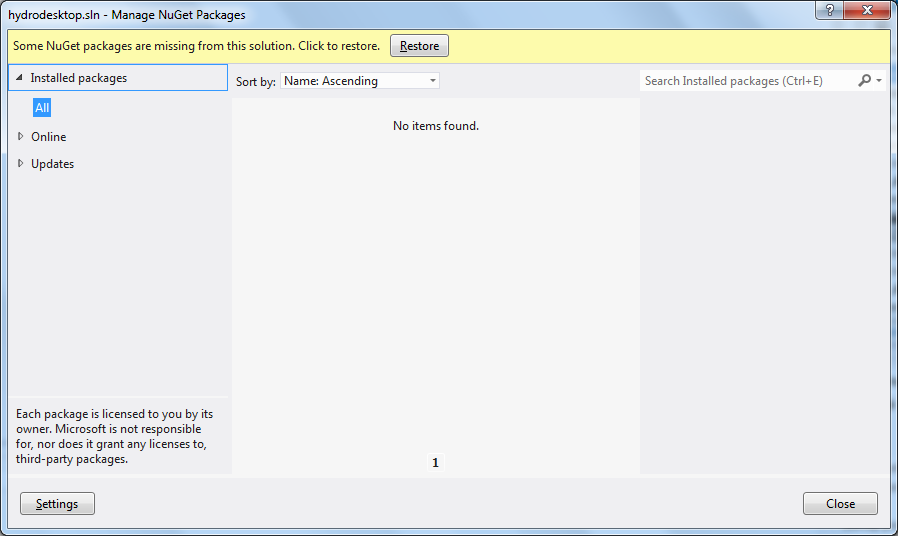 hydrodesktop.sln - Manage NuGet Packages
?
Some NuGet packages are missing from this solution. Click to restore. Restore
Installed packages
Sort by: Name: Ascending
Search Installed packages (Ctrl+E)
All
No items found.
Online
Updates
Each package is licensed to you by its
owner. Microsoft is not responsible
for, nor does it grant any licenses to,
third-party packages.
1
Settings
Close